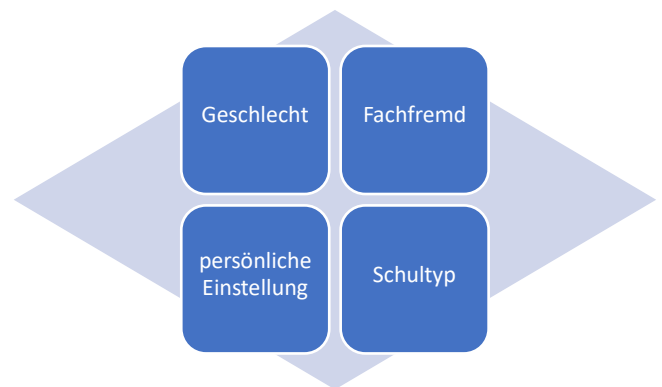 Geschlecht
Fachfremd
persönliche
Einstellung
Schultyp